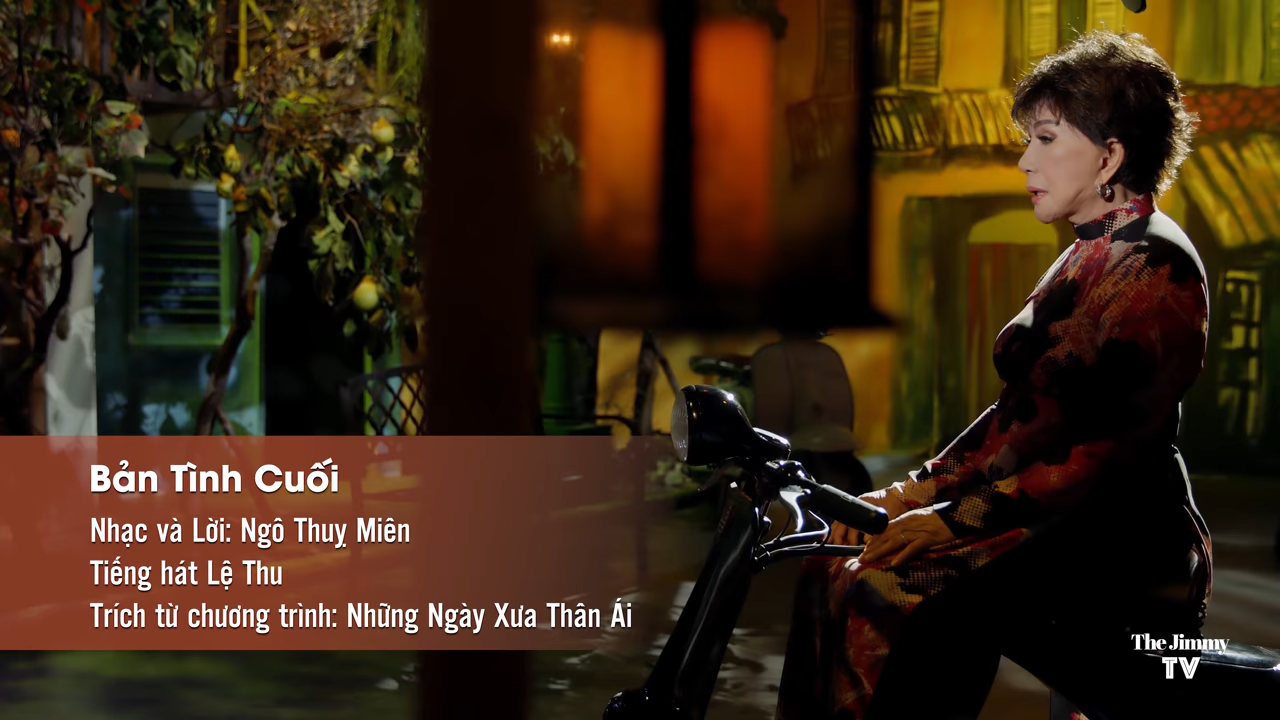 Bản Tình Cuối
Nhạc và Lời: Ngô Thuỵ Miên
Tiếng hát Lệ Thu
Trích từ chương trình: Những Ngày Xưa Thân Ái
The Jimmy
TV